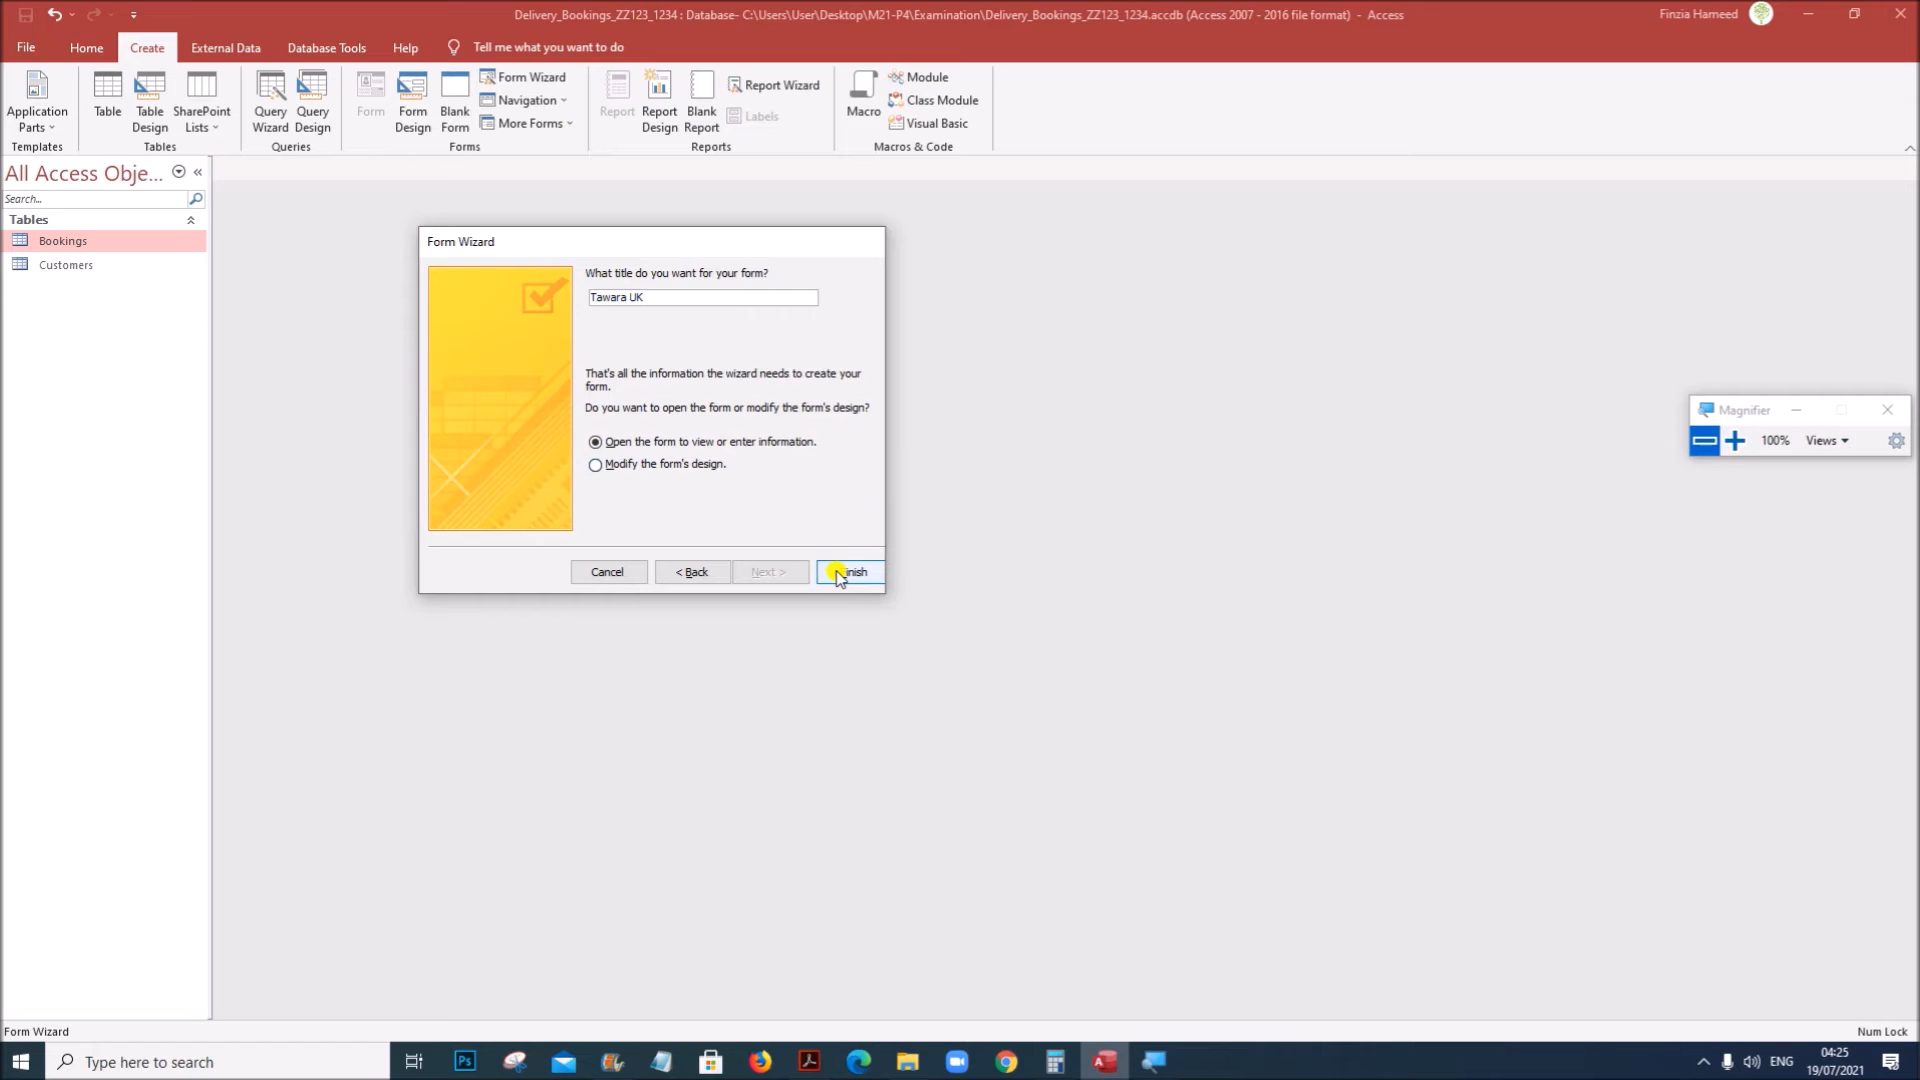 Delivery_Bookings_ZZ123_1234 : Database- C:\Users\User\Desktop\M21-P4\Examination\Delivery_Bookings_ZZ123_1234.accdb (Access 2007 - 2016 file format) - Access
Finzia Hameed
File
Home
Create
External Data
Database Tools
Help
Tell me what you want to do
Application Parts
Table
Table Design
SharePoint Lists
Query Wizard
Query Design
Form
Form Design
Blank Form
Form Wizard
Navigation
More Forms
Report
Report Design
Blank Report
Report Wizard
Labels
Macro
Module
Class Module
Visual Basic
Templates
Tables
Queries
Forms
Reports
Macros & Code
All Access Obje...
Search...
Tables
Bookings
Customers
Form Wizard
What title do you want for your form?
Tawara UK
That's all the information the wizard needs to create your
form.
Do you want to open the form or modify the form's design?
Open the form to view or enter information.
Modify the form's design.
Cancel
< Back
Next >
Magnifier
100%
Views
Form Wizard
Num Lock
Type here to search
Ps
ENG
04:25
19/07/2021